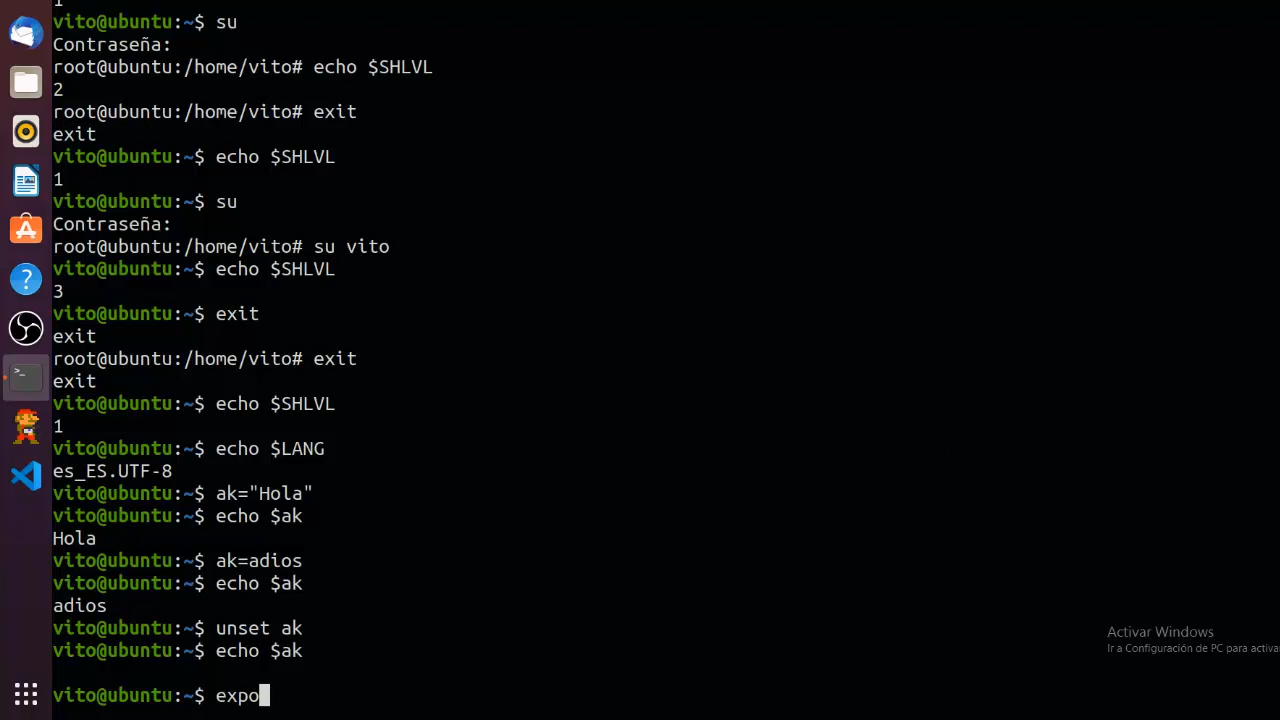 1
vito@ubuntu:~$ su
Contraseña:
root@ubuntu:/home/vito# echo $SHLVL
2
root@ubuntu:/home/vito# exit
exit
vito@ubuntu:~$ echo $SHLVL
1
vito@ubuntu:~$ su
Contraseña:
root@ubuntu:/home/vito# su vito
vito@ubuntu:~$ echo $SHLVL
3
vito@ubuntu:~$ exit
exit
root@ubuntu:/home/vito# exit
exit
vito@ubuntu:~$ echo $SHLVL
1
vito@ubuntu:~$ echo $LANG
es_ES.UTF-8
vito@ubuntu:~$ ak="Hola"
vito@ubuntu:~$ echo $ak
Hola
vito@ubuntu:~$ ak=adios
vito@ubuntu:~$ echo $ak
adios
vito@ubuntu:~$ unset ak
vito@ubuntu:~$ echo $ak
vito@ubuntu:~$ expo
Activar Windows
Ir a Configuración de PC para activar